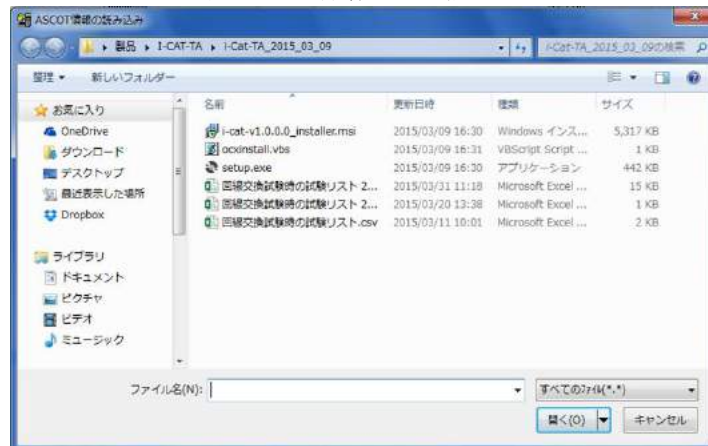 ASCOT情報の読み込み
製品 ▸ I-CAT-TA ▸ i-Cat-TA_2015_03_09
i-Cat-TA_2015_03_09の検索
整理 新しいフォルダー
お気に入り
OneDrive
ダウンロード
デスクトップ
最近表示した場所
Dropbox
ライブラリ
ドキュメント
ピクチャ
ビデオ
ミュージック
名前 更新日時 種類 サイズ
i-cat-v1.0.0.0_installer.msi 2015/03/09 16:30 Windows インス... 5,317 KB
ocxinstall.vbs 2015/03/09 16:31 VBScript Script ... 1 KB
setup.exe 2015/03/09 16:30 アプリケーション 442 KB
回線交換試験時の試験リスト 2... 2015/03/31 11:18 Microsoft Excel ... 15 KB
回線交換試験時の試験リスト 2... 2015/03/20 13:38 Microsoft Excel ... 1 KB
回線交換試験時の試験リスト.csv 2015/03/11 10:01 Microsoft Excel ... 2 KB
ファイル名(N):
すべてのファイル(*.*)
開く(O) キャンセル